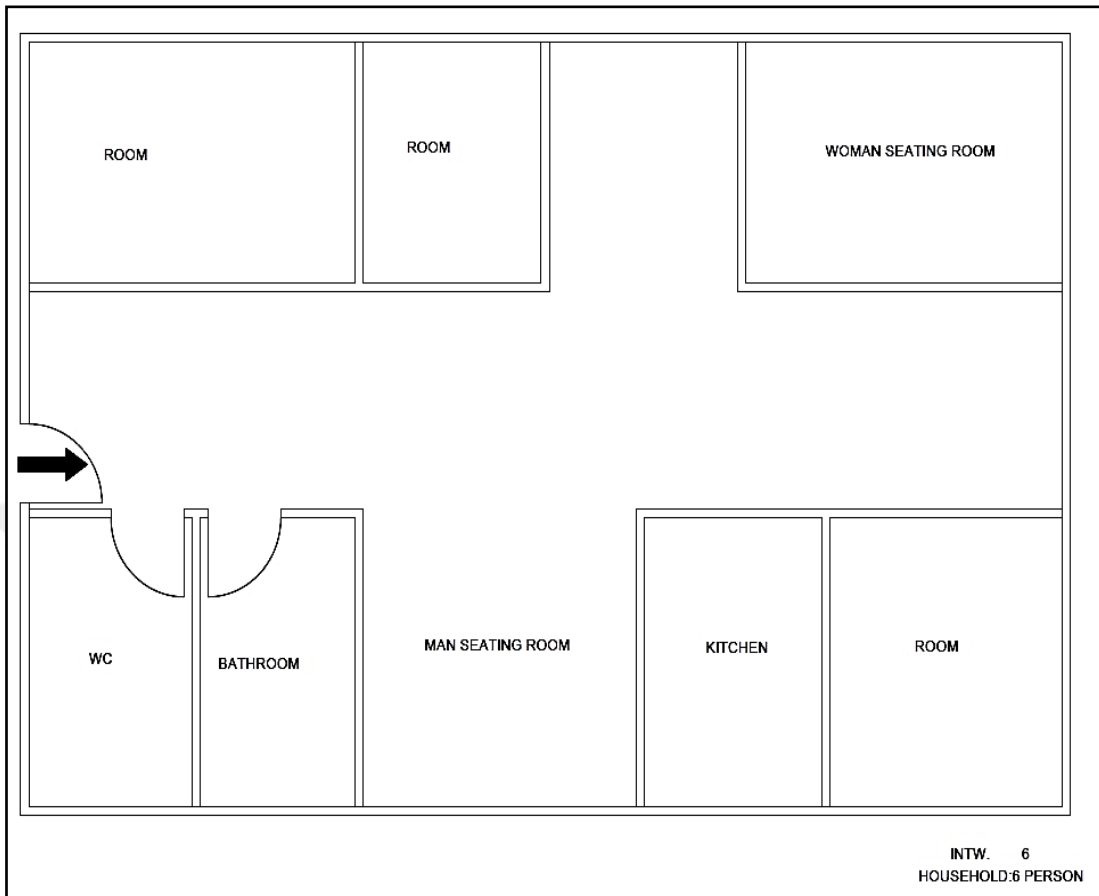 ROOM
ROOM
WOMAN SEATING ROOM
WC
BATHROOM
MAN SEATING ROOM
KITCHEN
ROOM
INTW. 6
HOUSEHOLD:6 PERSON